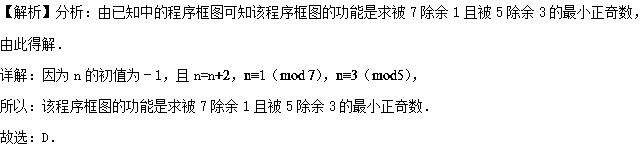 【解析】分析：由已知中的程序框图可知该程序框图的功能是求被 7 除余 1 且被 5 除余 3 的最小正奇数，
由此得解．
详解：因为 n 的初值为﹣1，且 n=n+2，n≡1（mod 7），n≡3（mod5），
所以：该程序框图的功能是求被 7 除余 1 且被 5 除余 3 的最小正奇数．
故选：D．